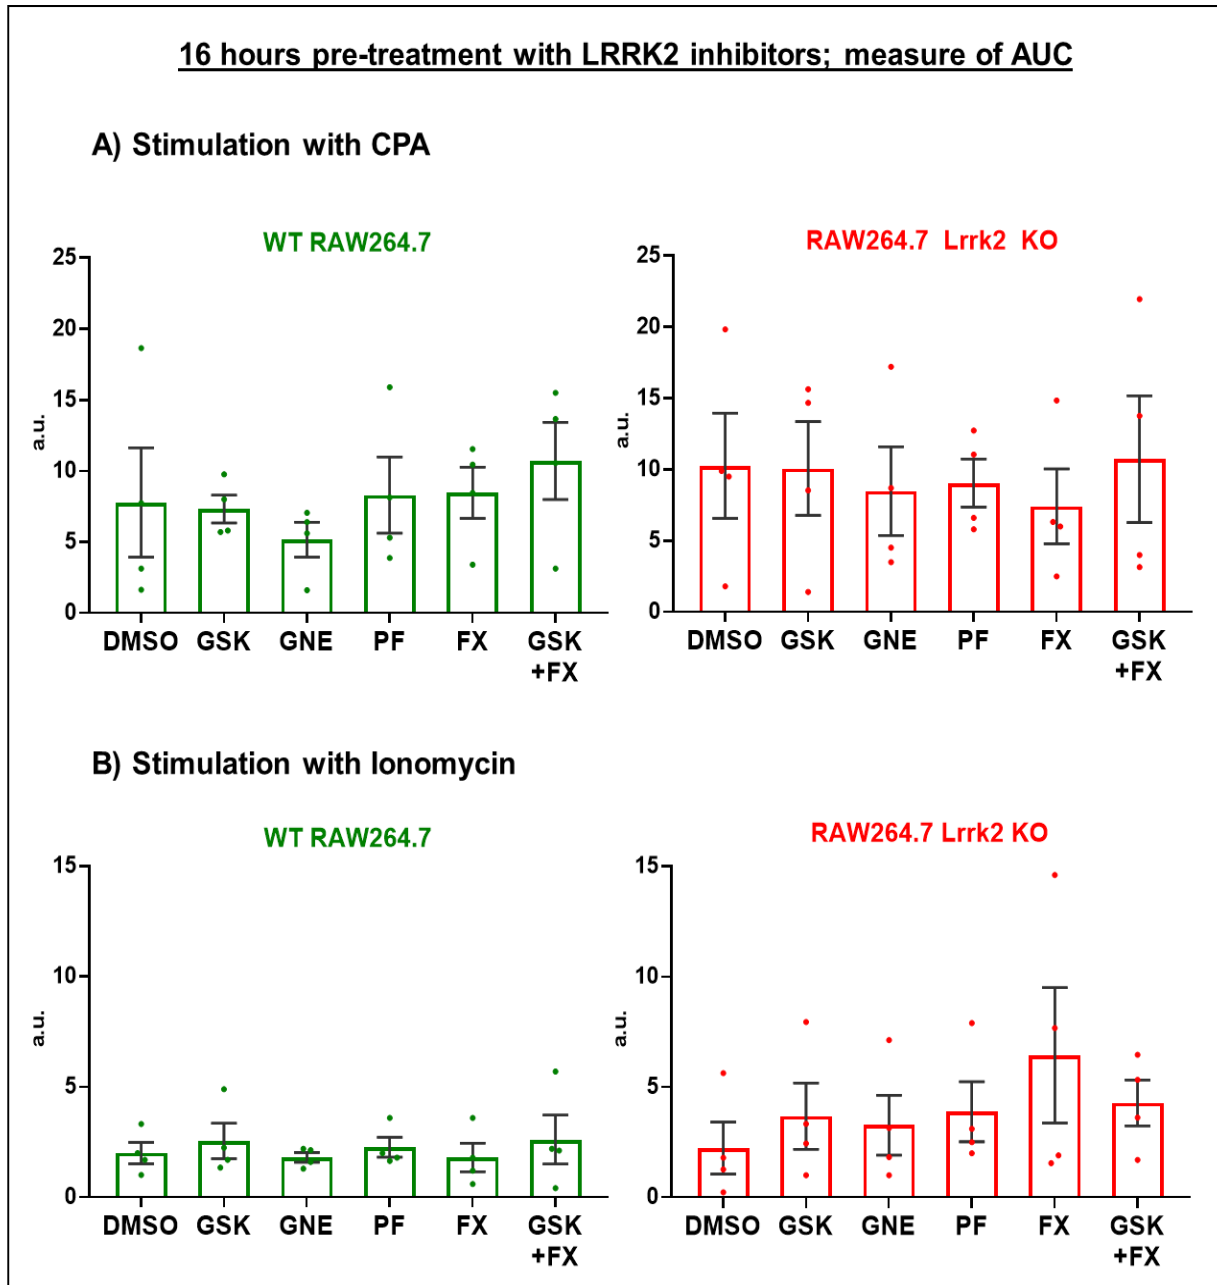 16 hours pre-treatment with LRRK2 inhibitors; measure of AUC
A) Stimulation with CPA
WT RAW264.7
25
20
15
10
5
0
a.u.
DMSO GSK GNE PF FX GSK
+FX
RAW264.7 Lrrk2 KO
25
20
15
10
5
0
a.u.
DMSO GSK GNE PF FX GSK
+FX
B) Stimulation with Ionomycin
WT RAW264.7
15
10
5
0
a.u.
DMSO GSK GNE PF FX GSK
+FX
RAW264.7 Lrrk2 KO
15
10
5
0
a.u.
DMSO GSK GNE PF FX GSK
+FX